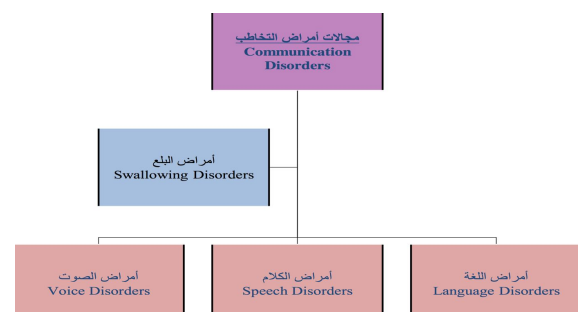 مجالات أمراض التخاطب
Communication
Disorders
أمراض البلع
Swallowing Disorders
أمراض الصوت
Voice Disorders
أمراض الكلام
Speech Disorders
أمراض اللغة
Language Disorders